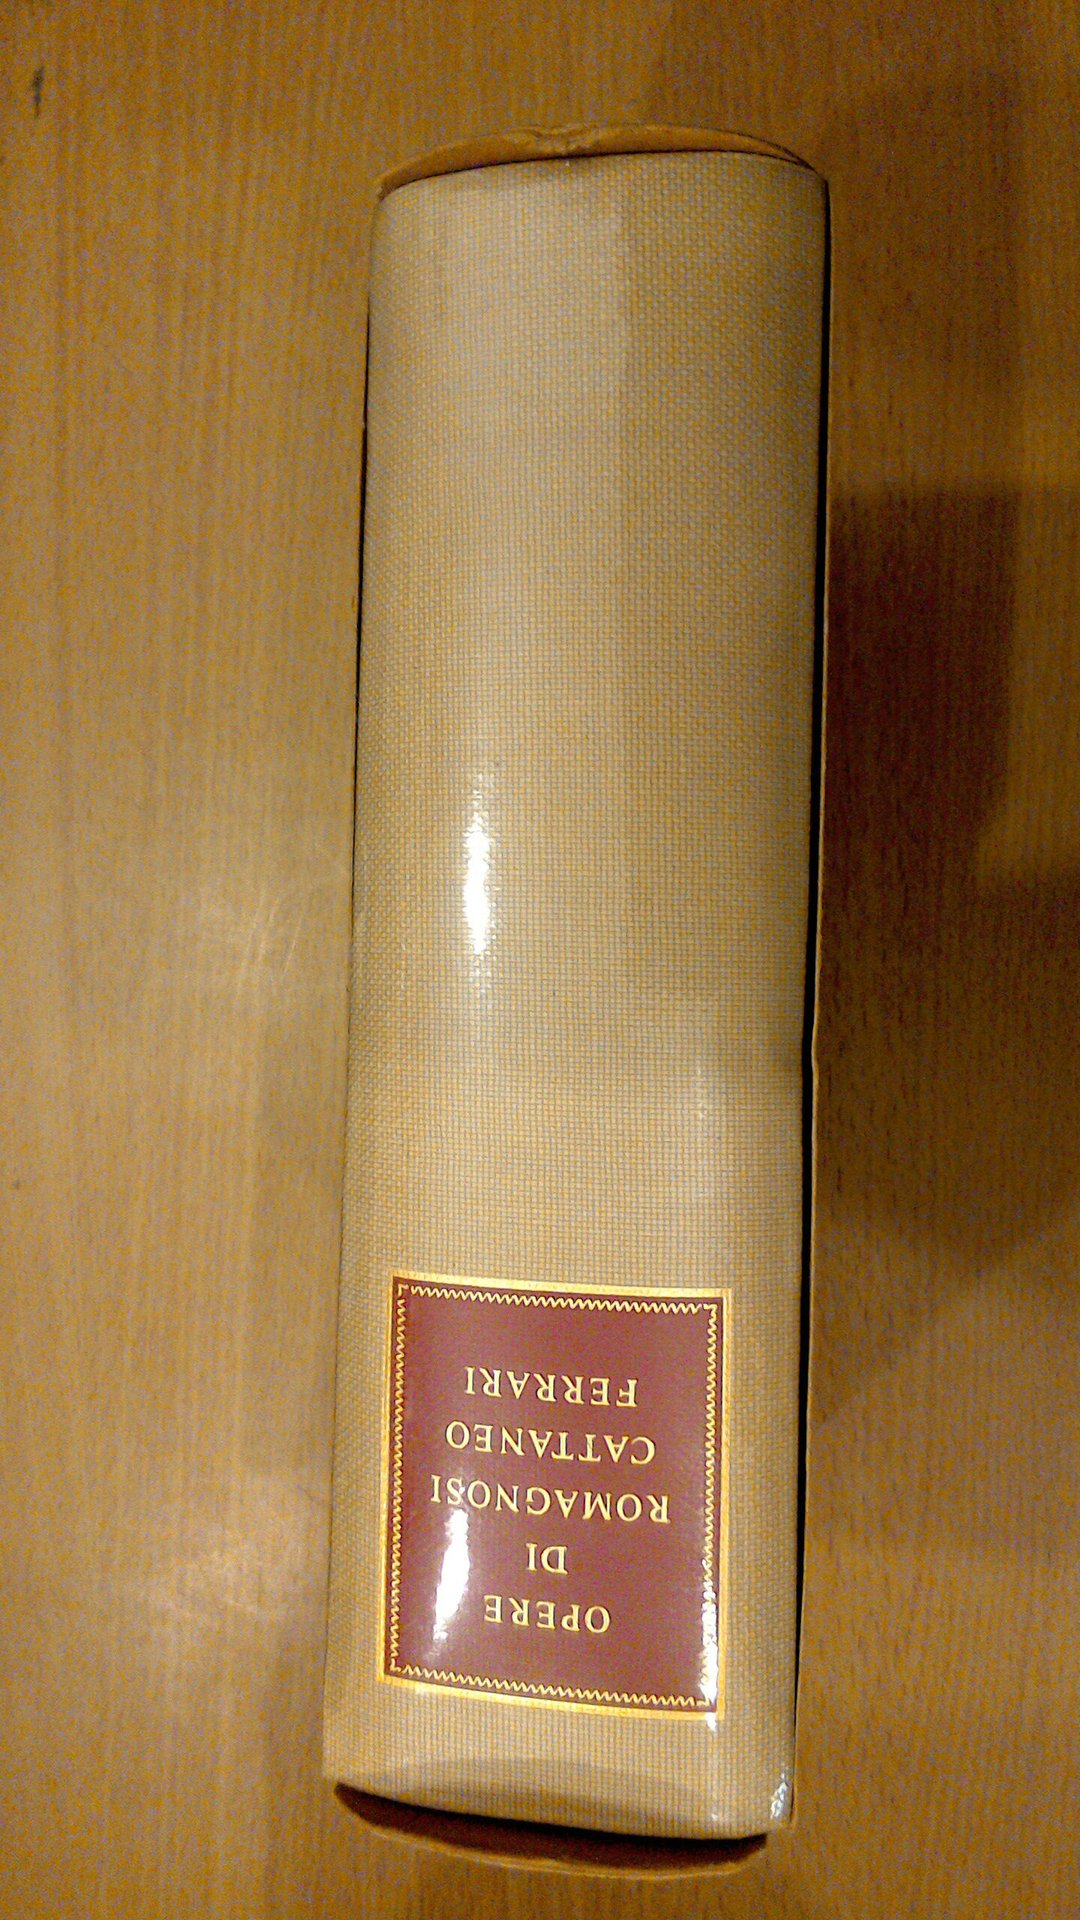 OPERE
DI
ROMAGNOSI
CATTANEO
FERRARI